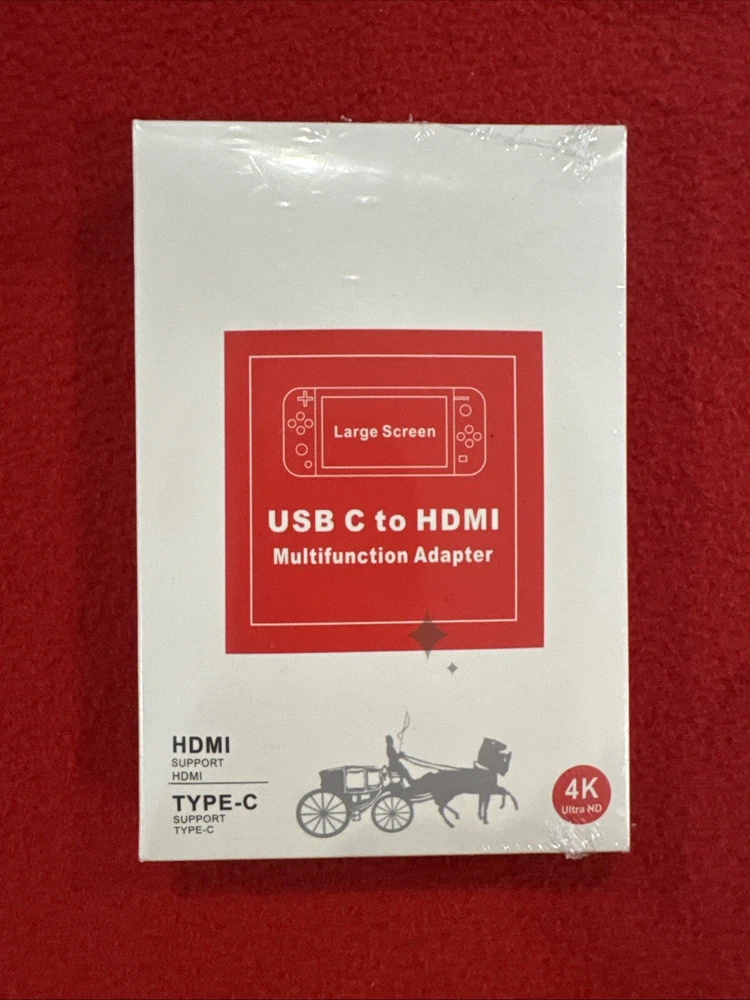 Large Screen
USB C to HDMI
Multifunction Adapter
HDMI
SUPPORT
HDMI
TYPE-C
SUPPORT
TYPE-C
4K
Ultra HD